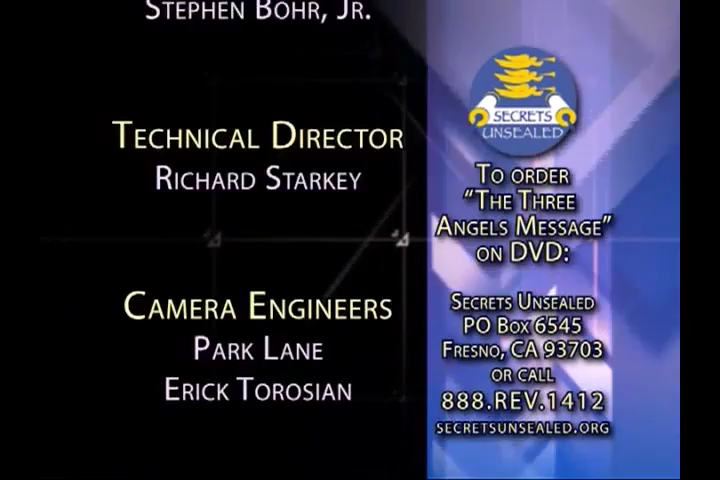 Stephen Bohr, Jr.
Technical Director
Richard Starkey
Camera Engineers
Park Lane
Erick Torosian
SECRETS
UNSEALED
To order
“The Three
Angels Message”
on DVD:
Secrets Unsealed
PO Box 6545
Fresno, CA 93703
or call
888.REV.1412
secretsunsealed.org